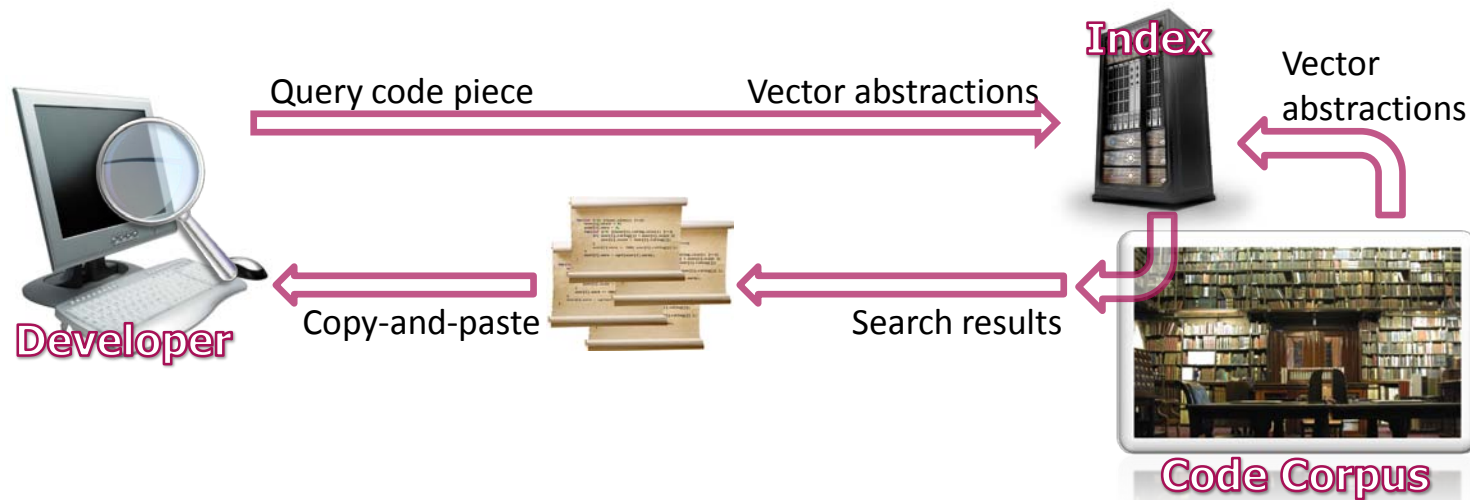 Index
Vector
abstractions
Query code piece
Vector abstractions
Copy-and-paste
Search results
Developer
Code Corpus